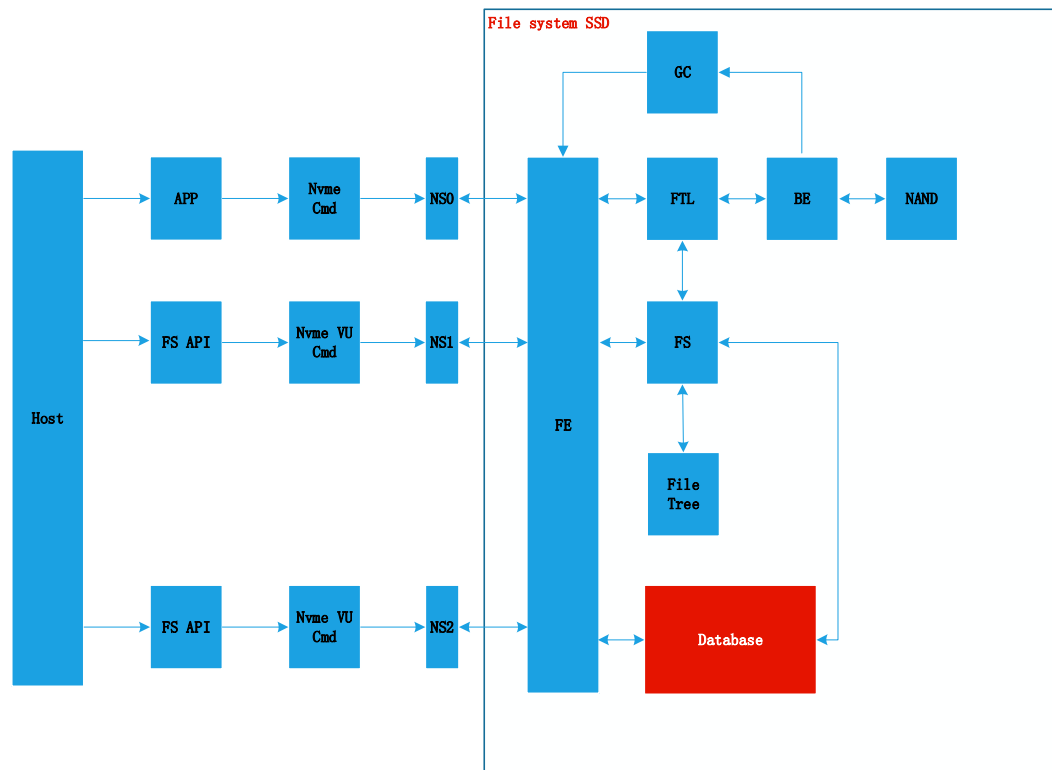 File system SSD
GC
Host
APP
Nvme
Cmd
NS0
FTL
BE
NAND
FS API
Nvme VU
Cmd
NS1
FE
FS
File
Tree
FS API
Nvme VU
Cmd
NS2
Database